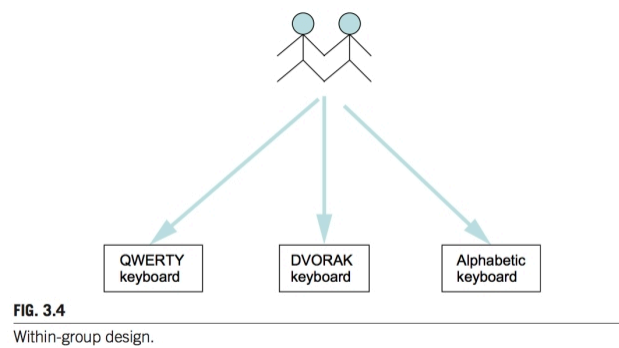 QWERTY
keyboard
DVORAK
keyboard
Alphabetic
keyboard
FIG. 3.4
Within-group design.